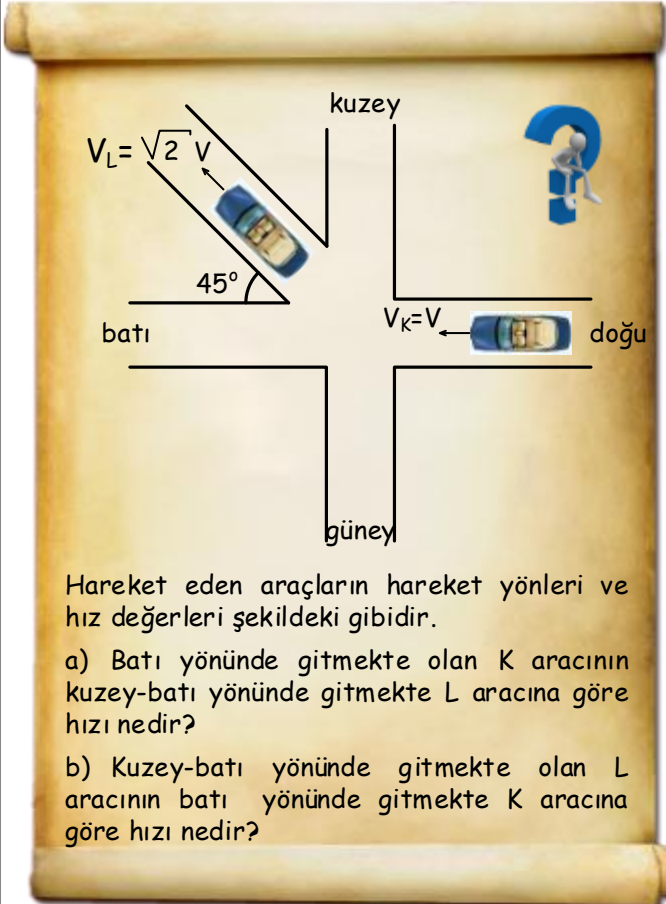 kuzey
V_L= √2 V
45°
V_K=V
batı
doğu
güney
Hareket eden araçların hareket yönleri ve
hız değerleri şekildeki gibidir.
a) Batı yönünde gitmekte olan K aracının
kuzey-batı yönünde gitmekte L aracına göre
hızı nedir?
b) Kuzey-batı yönünde gitmekte olan L
aracının batı yönünde gitmekte K aracına
göre hızı nedir?